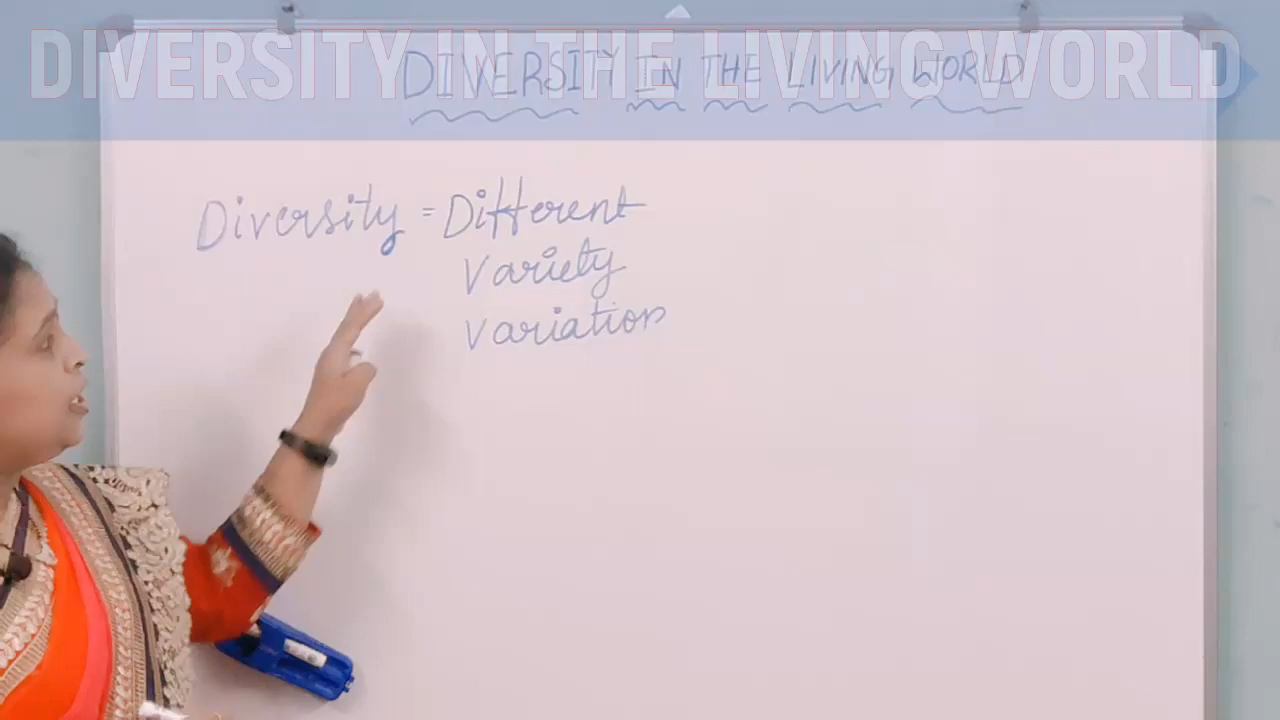 DIVERSITY IN THE LIVING WORLD
DIVERSITY IN THE LIVING WORLD
Diversity = Different
Variety
Variation